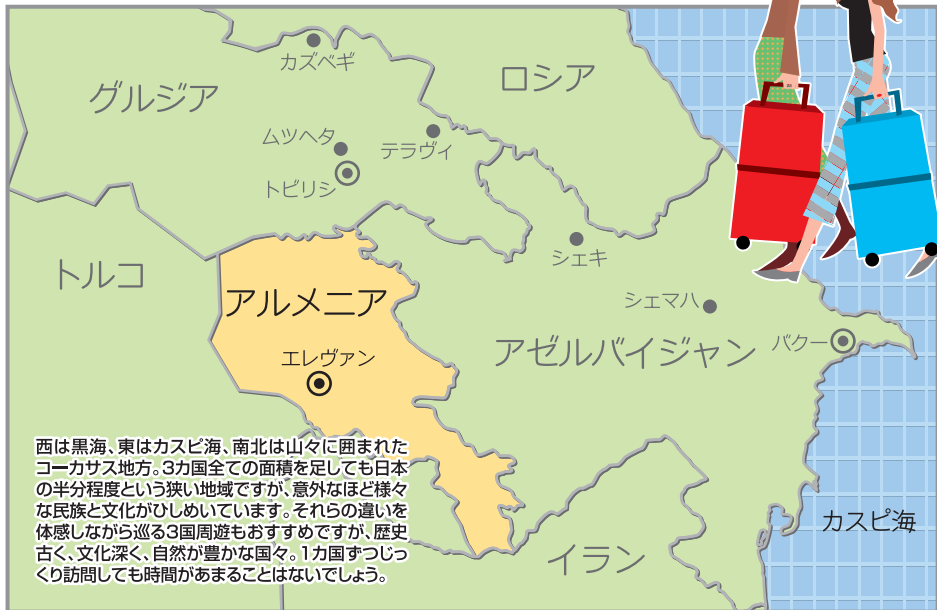 カズベギ
ロシア
グルジア
ムツヘタ
テラヴィ
トビリシ
シェキ
トルコ
アルメニア
シェマハ
アゼルバイジャン
バクー
エレヴァン
西は黒海、東はカスピ海、南北は山々に囲まれた
コーカサス地方。3カ国全ての面積を足しても日本
の半分程度という狭い地域ですが、意外なほど様々
な民族と文化がひしめいています。それらの違いを
体感しながら巡る3国周遊もおすすめですが、歴史
古く、文化深く、自然が豊かな国々。1カ国ずつじっ
くり訪問しても時間があまることはないでしょう。
カスピ海
イラン